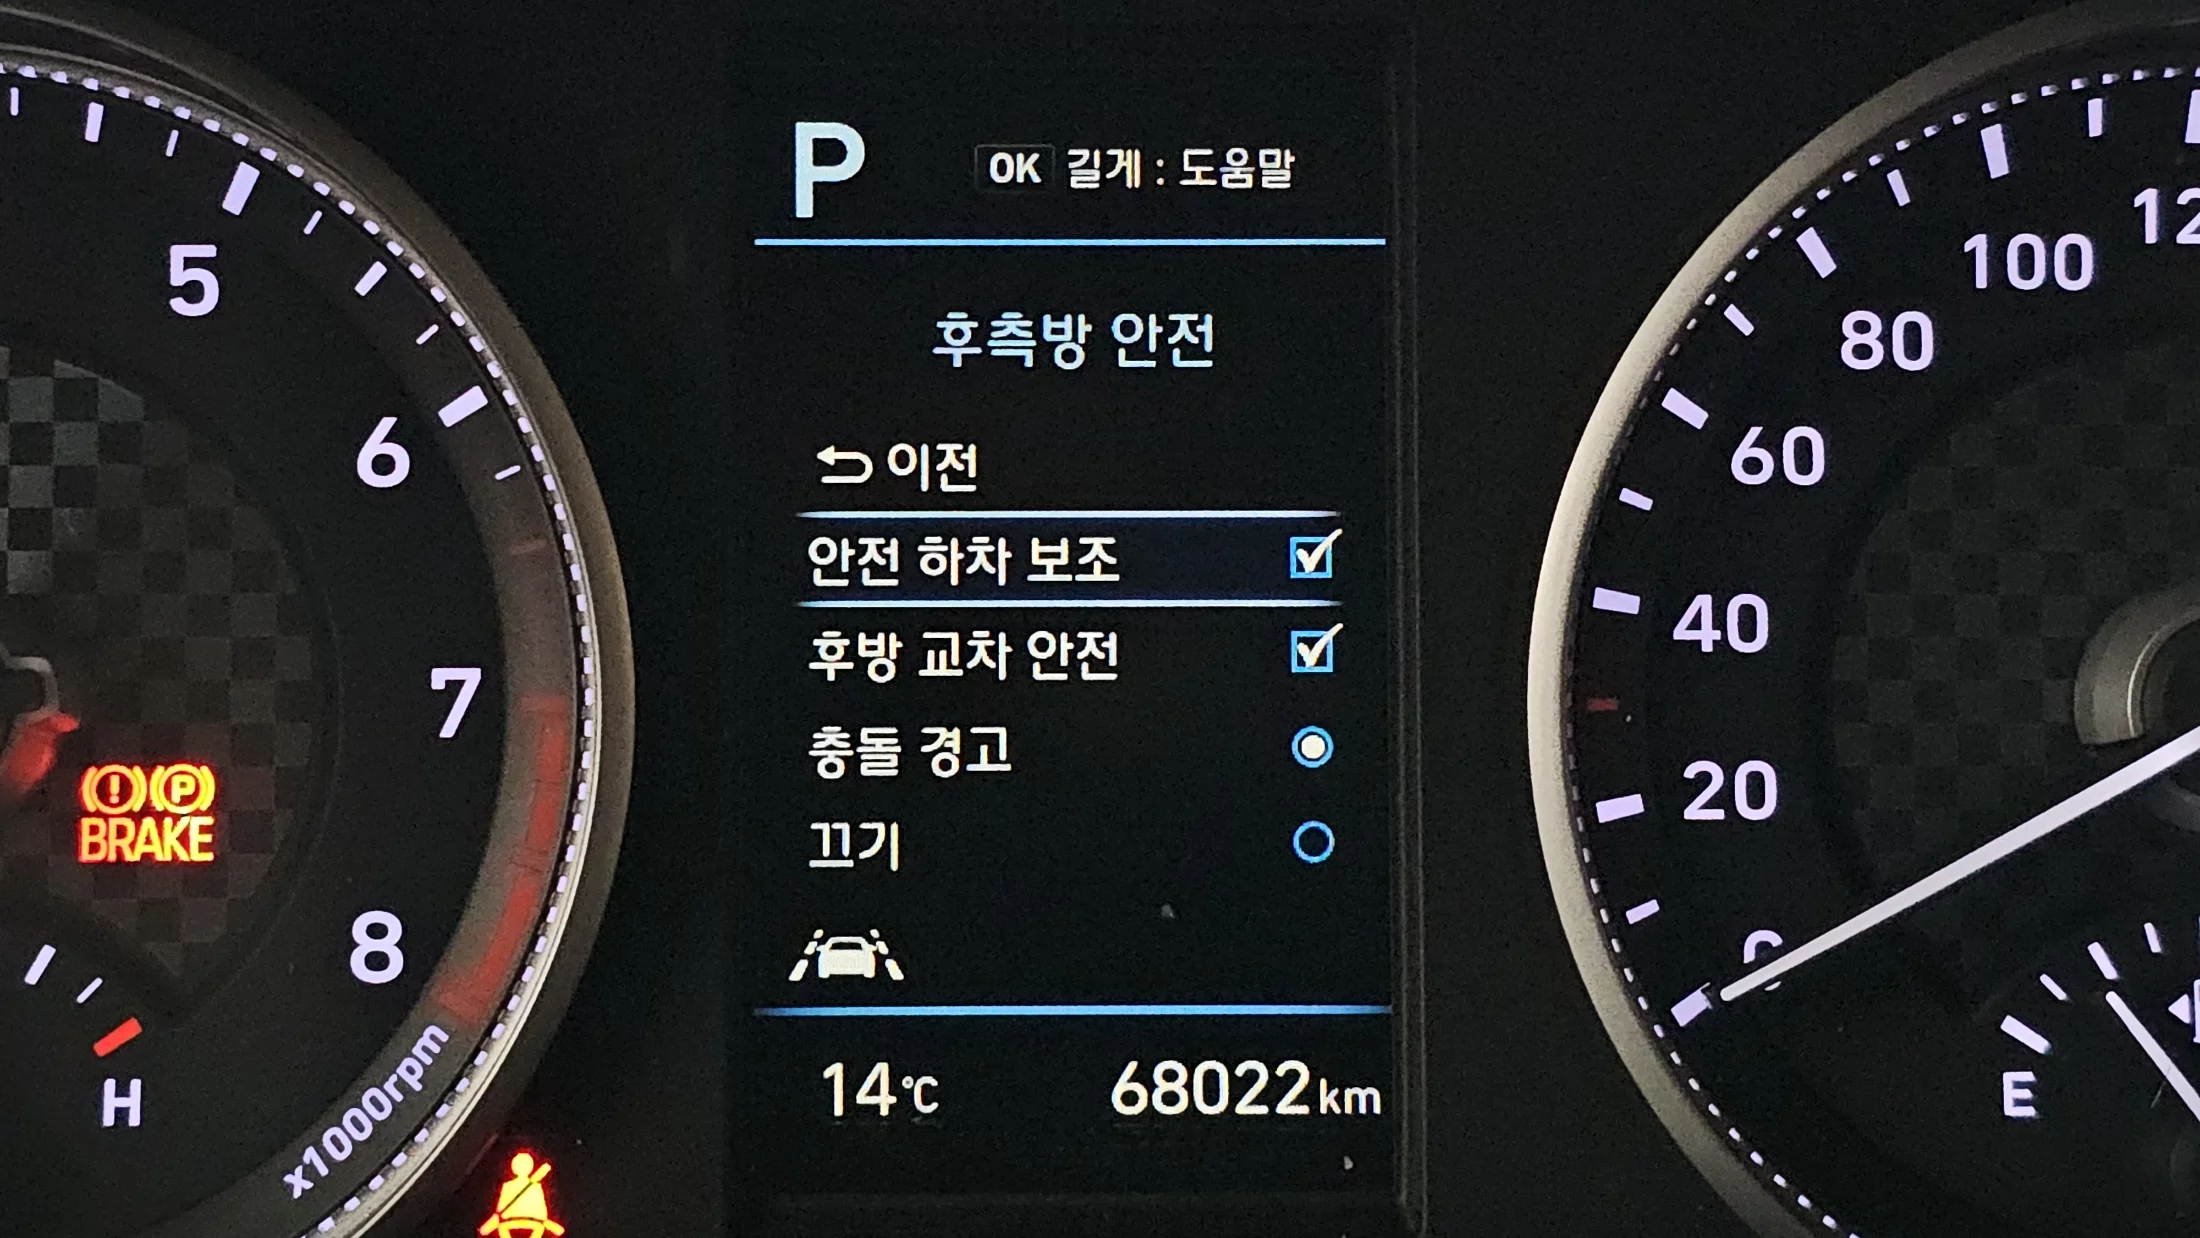 P
OK 길게 : 도움말
후측방 안전
이전
안전 하차 보조
후방 교차 안전
충돌 경고
끄기
14℃
68022km
5
6
7
8
x1000rpm
H
BRAKE
P
100
80
60
40
20
0
E